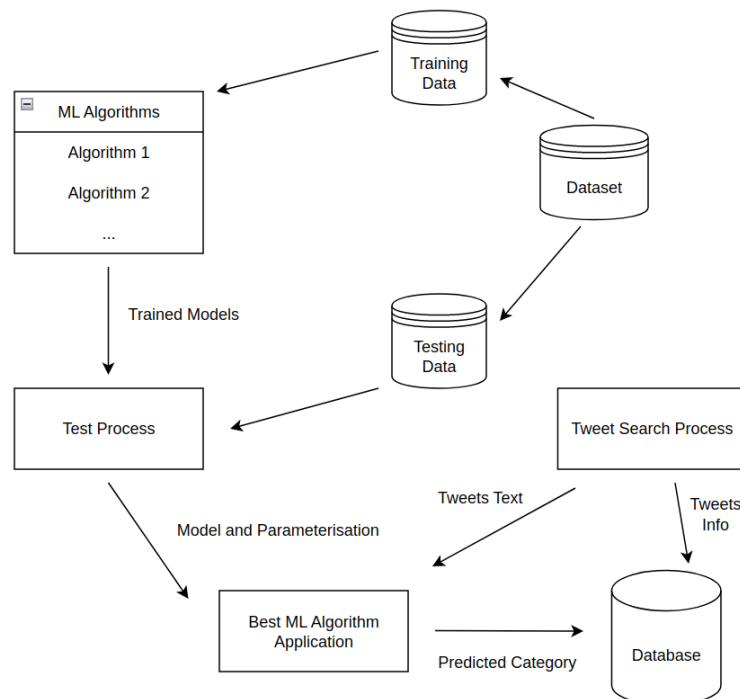 Training
Data
ML Algorithms
Algorithm 1
Algorithm 2
...
Dataset
Trained Models
Testing
Data
Test Process
Tweet Search Process
Tweets Text
Tweets
Info
Model and Parameterisation
Best ML Algorithm
Application
Predicted Category
Database